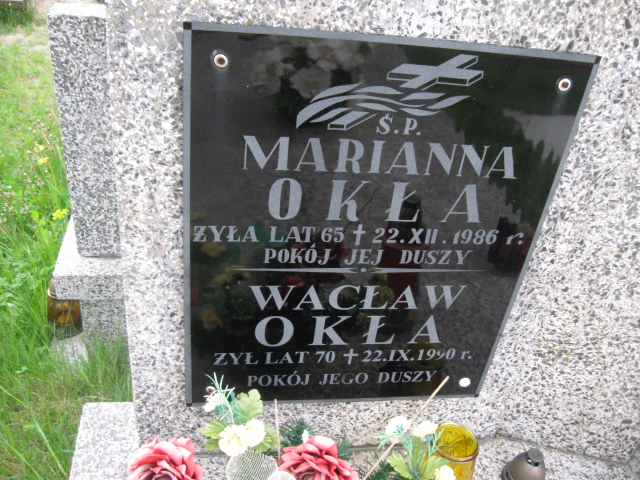 Ś.P.
MARIANNA
OKŁA
ŻYŁA LAT 65 † 22.XII.1986 r.
POKÓJ JEJ DUSZY
WACŁAW
OKŁA
ŻYŁ LAT 70 † 22.IX.1990 r.
POKÓJ JEGO DUSZY